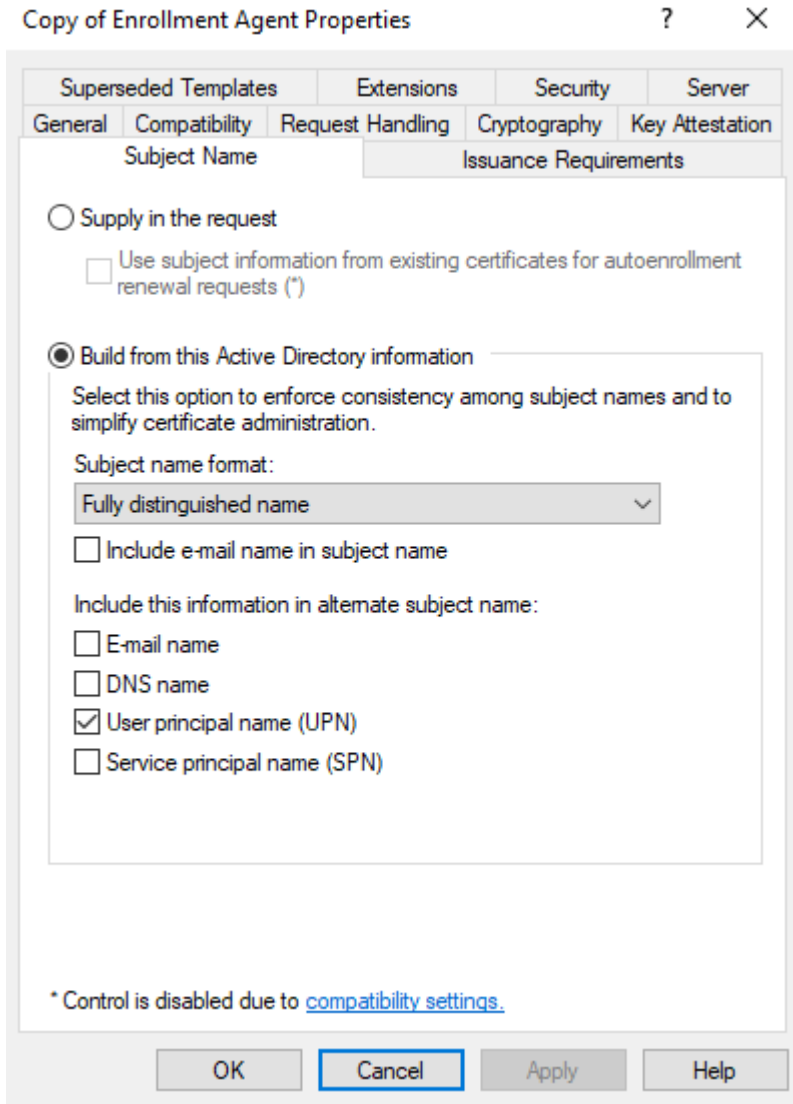 Copy of Enrollment Agent Properties
?
Superseded Templates
Extensions
Security
Server
General
Compatibility
Request Handling
Cryptography
Key Attestation
Subject Name
Issuance Requirements
Supply in the request
Use subject information from existing certificates for autoenrollment
renewal requests (*)
Build from this Active Directory information
Select this option to enforce consistency among subject names and to
simplify certificate administration.
Subject name format:
Fully distinguished name
Include e-mail name in subject name
Include this information in alternate subject name:
E-mail name
DNS name
User principal name (UPN)
Service principal name (SPN)
* Control is disabled due to compatibility settings.
OK
Cancel
Apply
Help